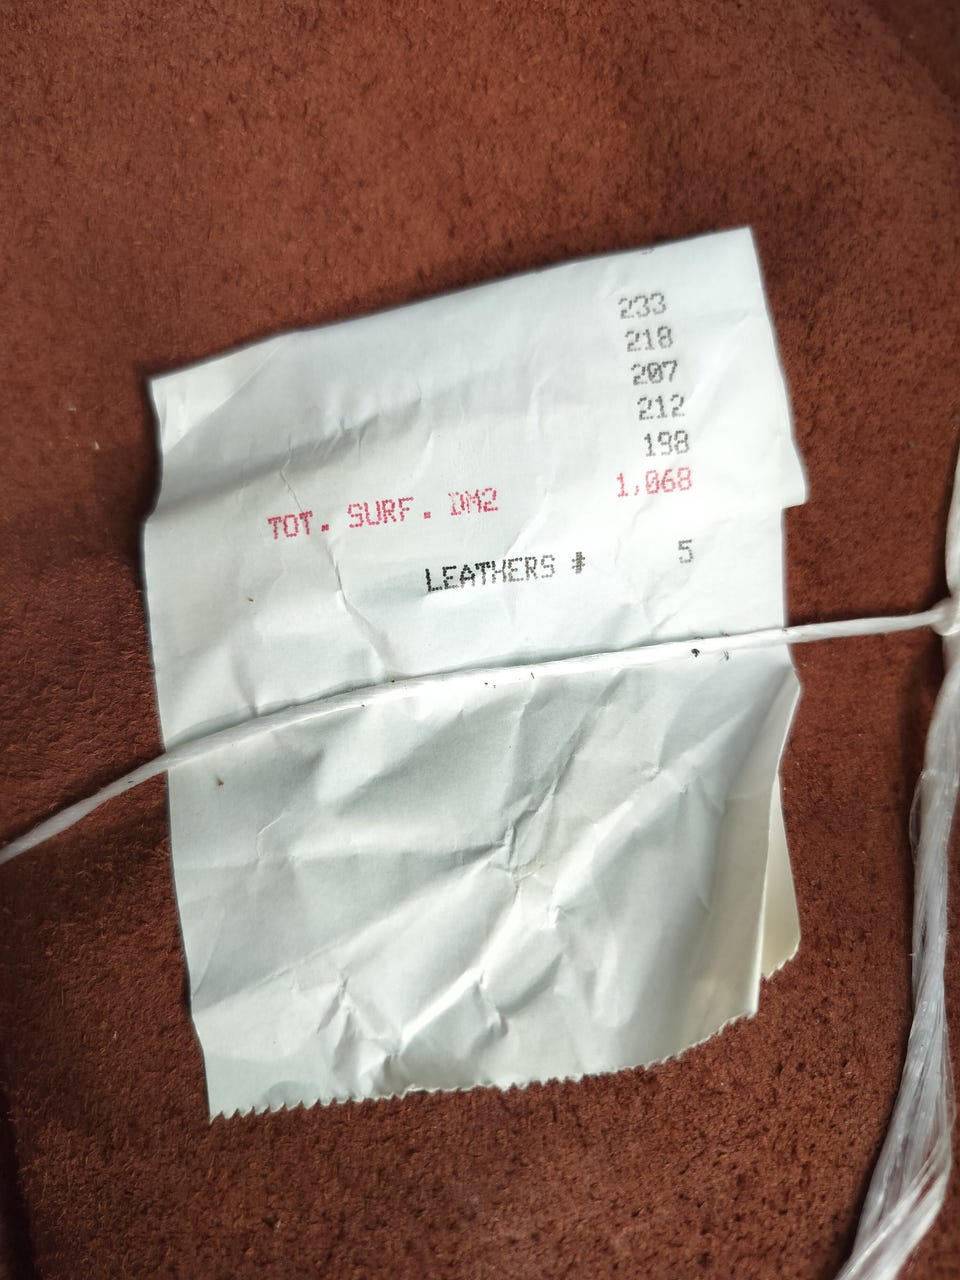 233
218
207
212
198
TOT. SURF. DM2 1,068
LEATHERS # 5